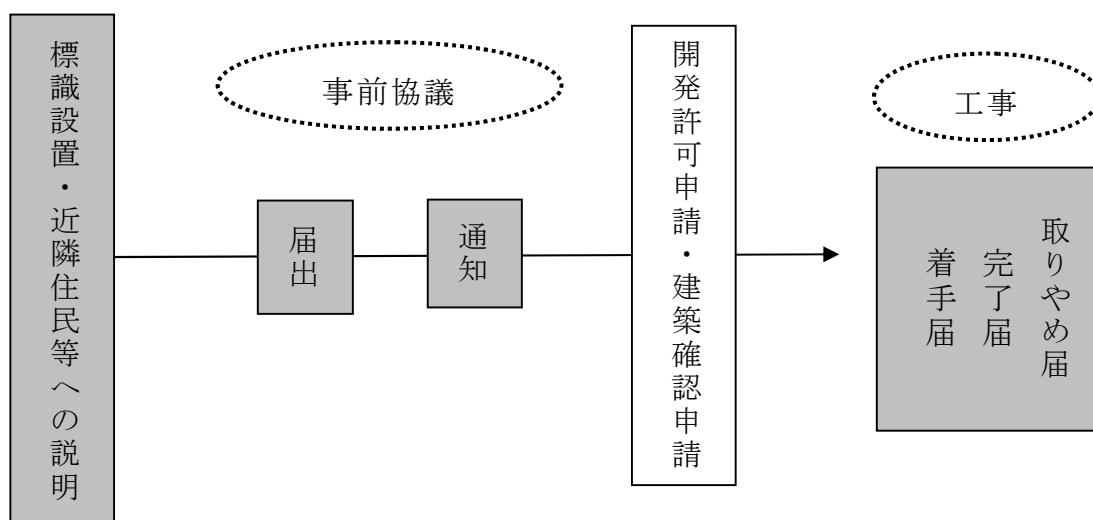 標識設置・近隣住民等への説明
事前協議
届出
通知
開発許可申請・建築確認申請
工事
取りやめ届
完了届
着手届